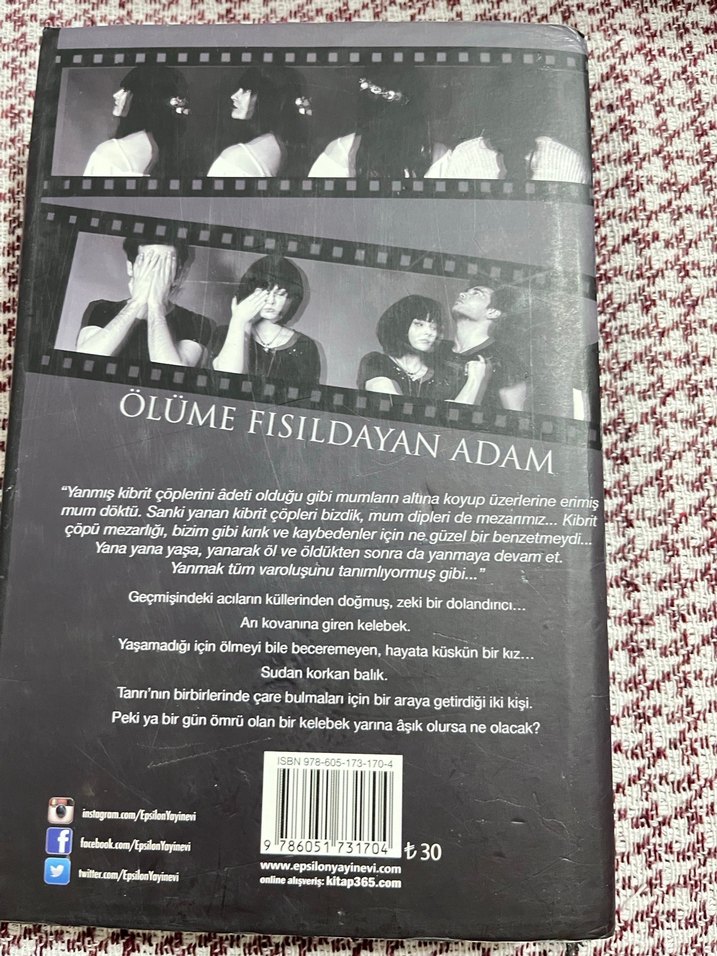 ÖLÜME FISILDAYAN ADAM
“Yanmış kibrit çöplerini âdeti olduğu gibi mumların altına koyup üzerlerine erimiş
mum döktü. Sanki yanan kibrit çöpleri bizdik, mum dipleri de mezarımız... Kibrit
çöpü mezarlığı, bizim gibi kırık ve kaybedenler için ne güzel bir benzetmeydi...
Yana yana yaşa, yanarak öl ve öldükten sonra da yanmaya devam et.
Yanmak tüm varoluşunu tanımlıyormuş gibi...”
Geçmişindeki acıların küllerinden doğmuş, zeki bir dolandırıcı...
Arı kovanına giren kelebek.
Yaşamadığı için ölmeyi bile beceremeyen, hayata küskün bir kız...
Sudan korkan balık.
Tanrı’nın birbirlerinde çare bulmaları için bir araya getirdiği iki kişi.
Peki ya bir gün ömrü olan bir kelebek yarına âşık olursa ne olacak?
ISBN 978-605-173-170-4
9 786051 731704
₺ 30
www.epsilonyayinevi.com
online alışveriş: kitap365.com
instagram.com/EpsilonYayinevi
facebook.com/EpsilonYayinevi
twitter.com/EpsilonYayinevi